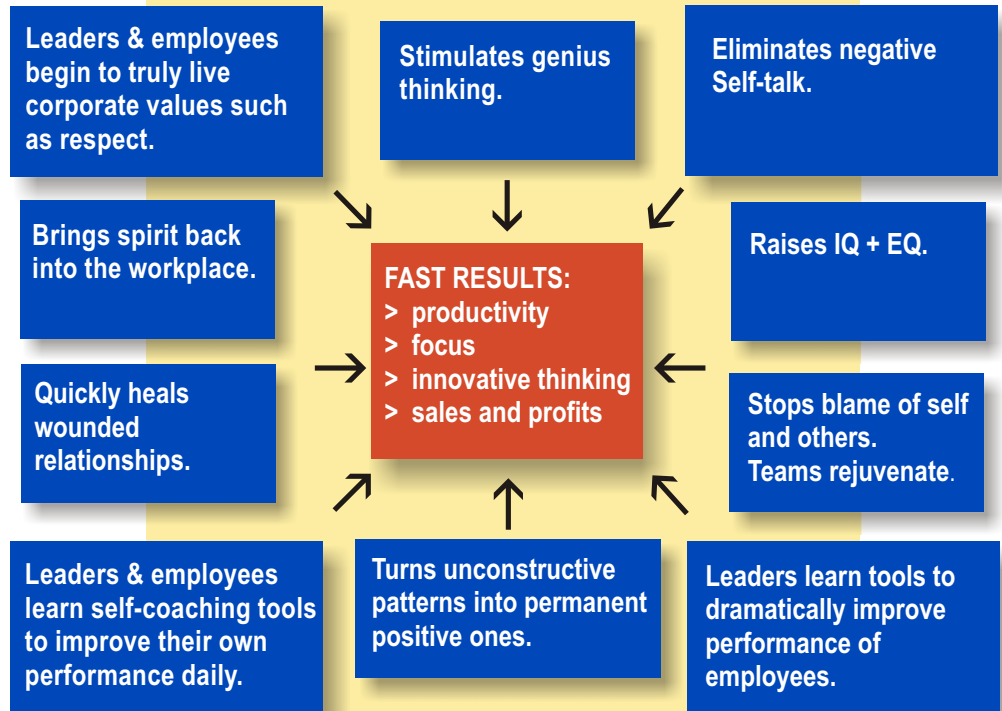 Leaders & employees
begin to truly live
corporate values such
as respect.
Stimulates genius
thinking.
Eliminates negative
Self-talk.
Brings spirit back
into the workplace.
FAST RESULTS:
> productivity
> focus
> innovative thinking
> sales and profits
Raises IQ + EQ.
Quickly heals
wounded
relationships.
Stops blame of self
and others.
Teams rejuvenate.
Leaders & employees
learn self-coaching tools
to improve their own
performance daily.
Turns unconstructive
patterns into permanent
positive ones.
Leaders learn tools to
dramatically improve
performance of
employees.